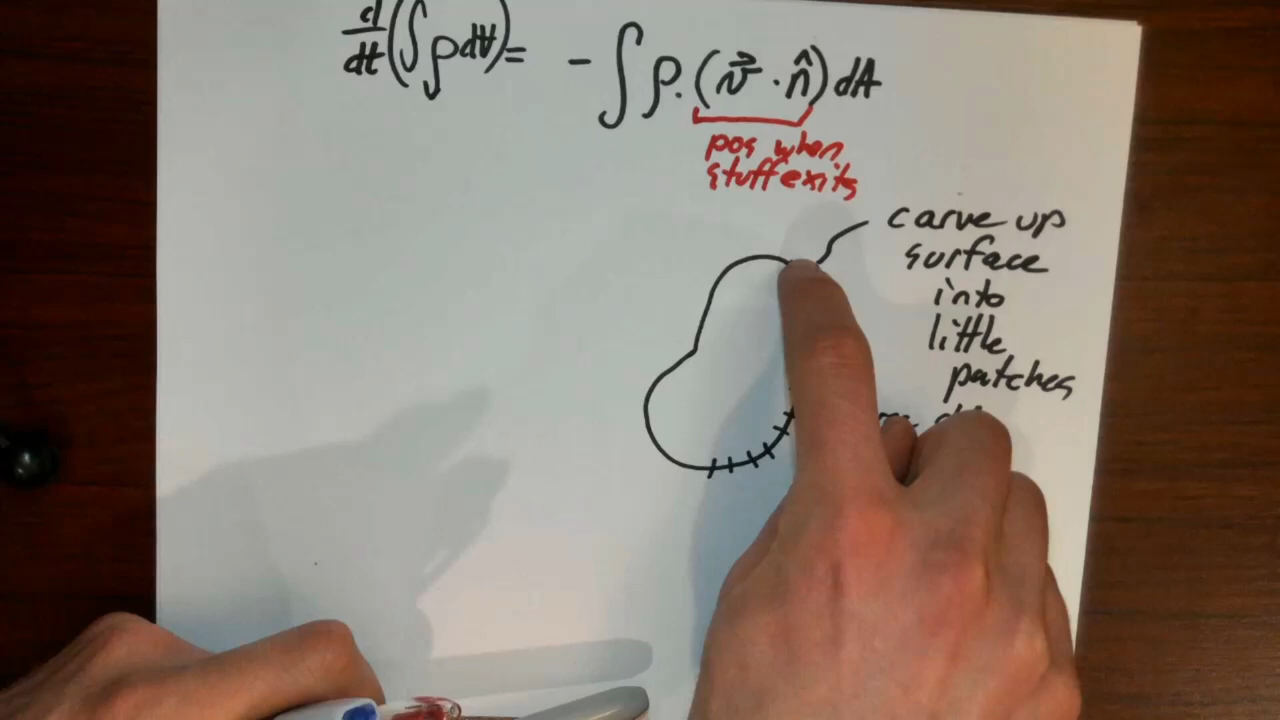 d/dt(∫ρdV)= -∫ρ.(v⃗ · n̂)dA
pos when
stuff exits
carve up
surface
into
little
patches